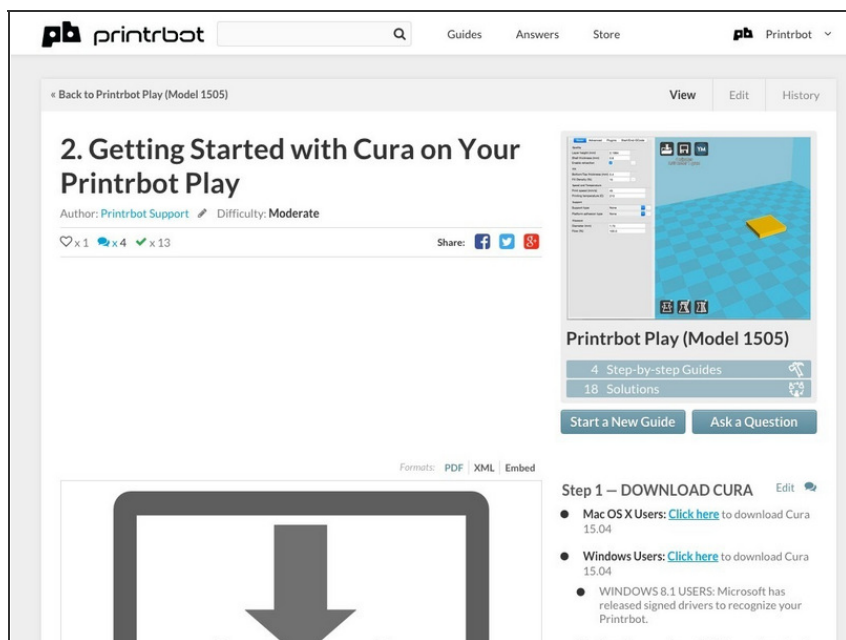 pb printrbot
Guides Answers Store
pb Printrbot
« Back to Printrbot Play (Model 1505)
View Edit History
2. Getting Started with Cura on Your
Printrbot Play
Author: Printrbot Support Difficulty: Moderate
x 1 x 4 x 13
Share:
Printrbot Play (Model 1505)
4 Step-by-step Guides
18 Solutions
Start a New Guide Ask a Question
Formats: PDF XML Embed
Step 1 — DOWNLOAD CURA Edit
Mac OS X Users: Click here to download Cura
15.04
Windows Users: Click here to download Cura
15.04
WINDOWS 8.1 USERS: Microsoft has
released signed drivers to recognize your
Printrbot.